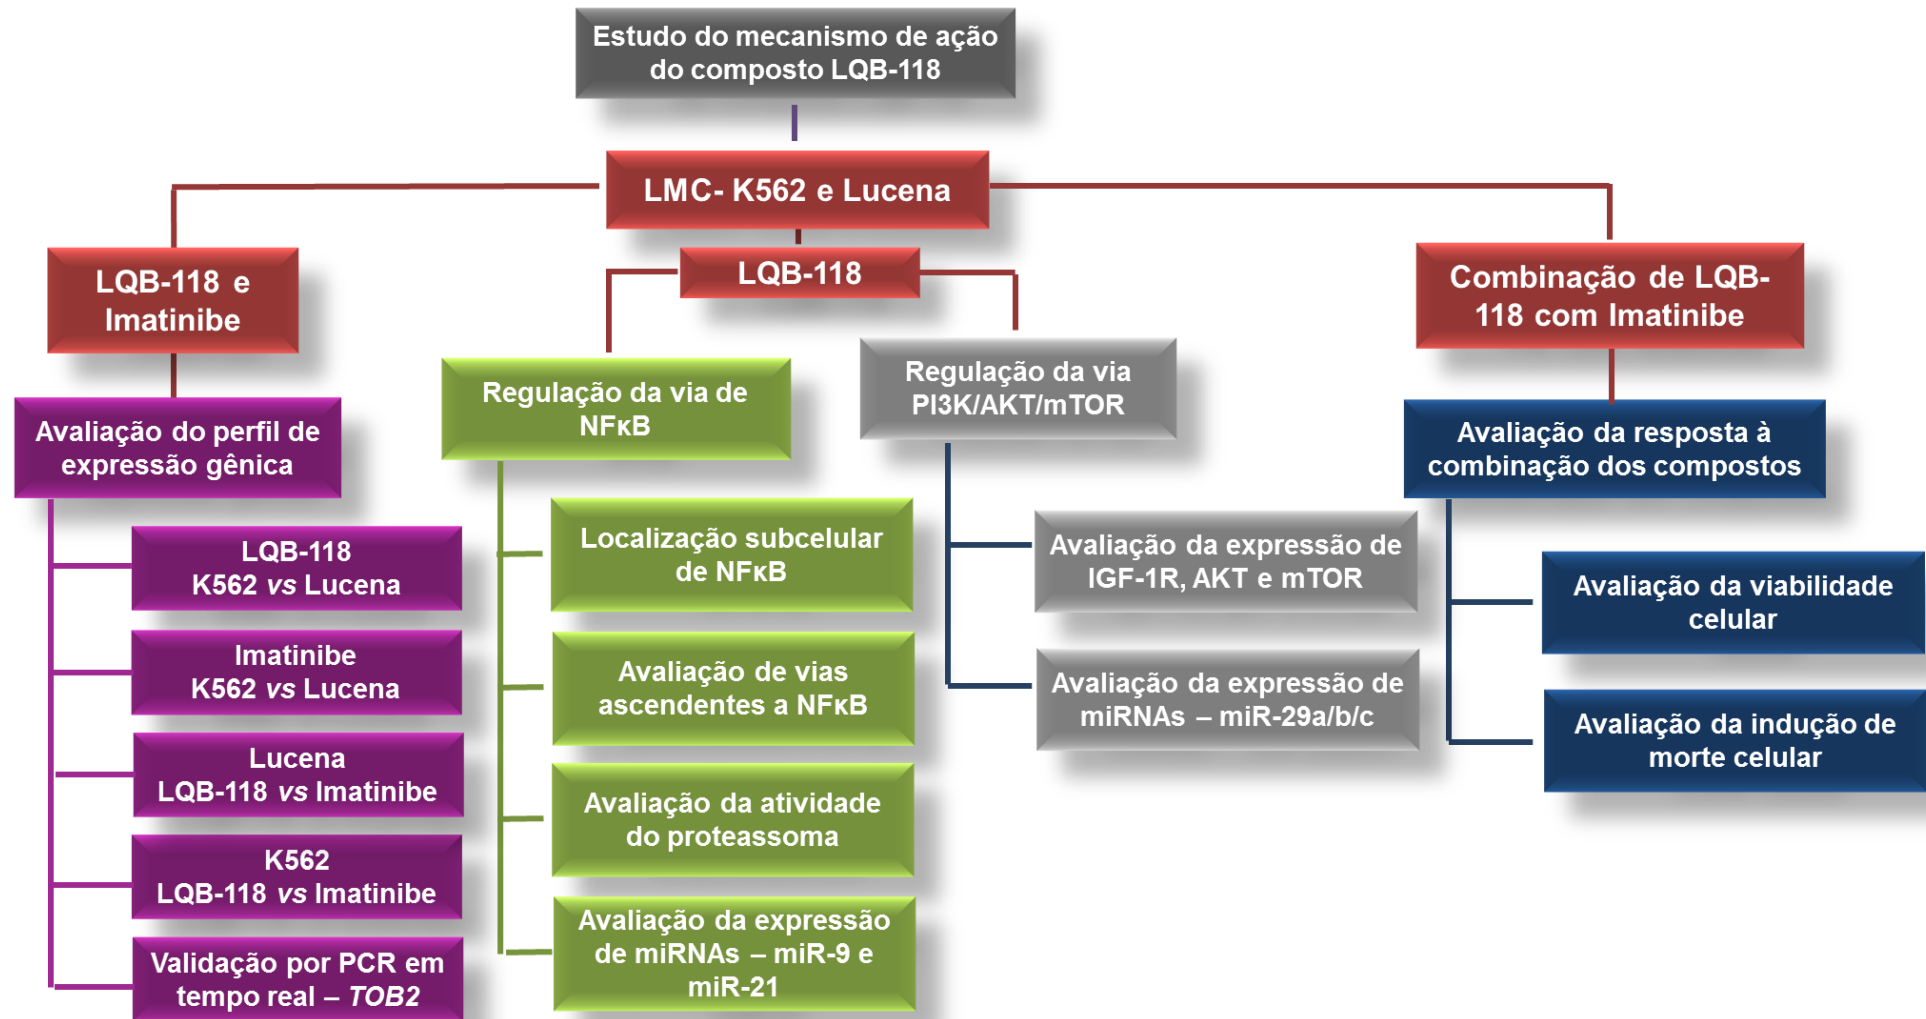 Estudo do mecanismo de ação
do composto LQB-118
LMC- K562 e Lucena
LQB-118 e
Imatinibe
LQB-118
Combinação de LQB-
118 com Imatinibe
Avaliação do perfil de
expressão gênica
Regulação da via de
NFκB
Regulação da via
PI3K/AKT/mTOR
Avaliação da resposta à
combinação dos compostos
LQB-118
K562 vs Lucena
Imatinibe
K562 vs Lucena
Lucena
LQB-118 vs Imatinibe
K562
LQB-118 vs Imatinibe
Validação por PCR em
tempo real – TOB2
Localização subcelular
de NFκB
Avaliação de vias
ascendentes a NFκB
Avaliação da atividade
do proteassoma
Avaliação da expressão
de miRNAs – miR-9 e
miR-21
Avaliação da expressão de
IGF-1R, AKT e mTOR
Avaliação da expressão de
miRNAs – miR-29a/b/c
Avaliação da viabilidade
celular
Avaliação da indução de
morte celular